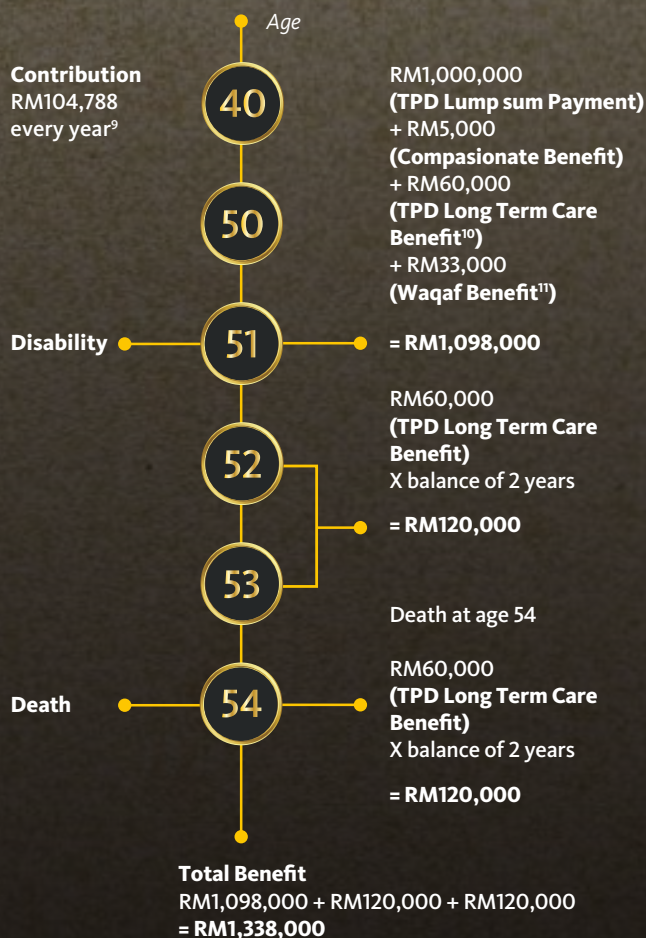 Age
Contribution
RM104,788
every year⁹
40
RM1,000,000
(TPD Lump sum Payment)
+ RM5,000
(Compasionate Benefit)
+ RM60,000
(TPD Long Term Care
Benefit¹⁰)
+ RM33,000
(Waqaf Benefit¹¹)
50
Disability
51
= RM1,098,000
52
53
RM60,000
(TPD Long Term Care
Benefit)
X balance of 2 years
= RM120,000
Death at age 54
Death
54
RM60,000
(TPD Long Term Care
Benefit)
X balance of 2 years
= RM120,000
Total Benefit
RM1,098,000 + RM120,000 + RM120,000
= RM1,338,000